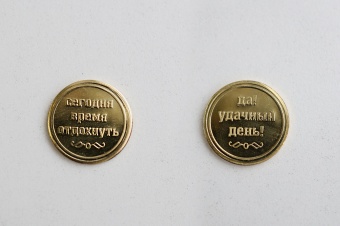 сегодня
время
отдохнуть
да!
удачный
день!